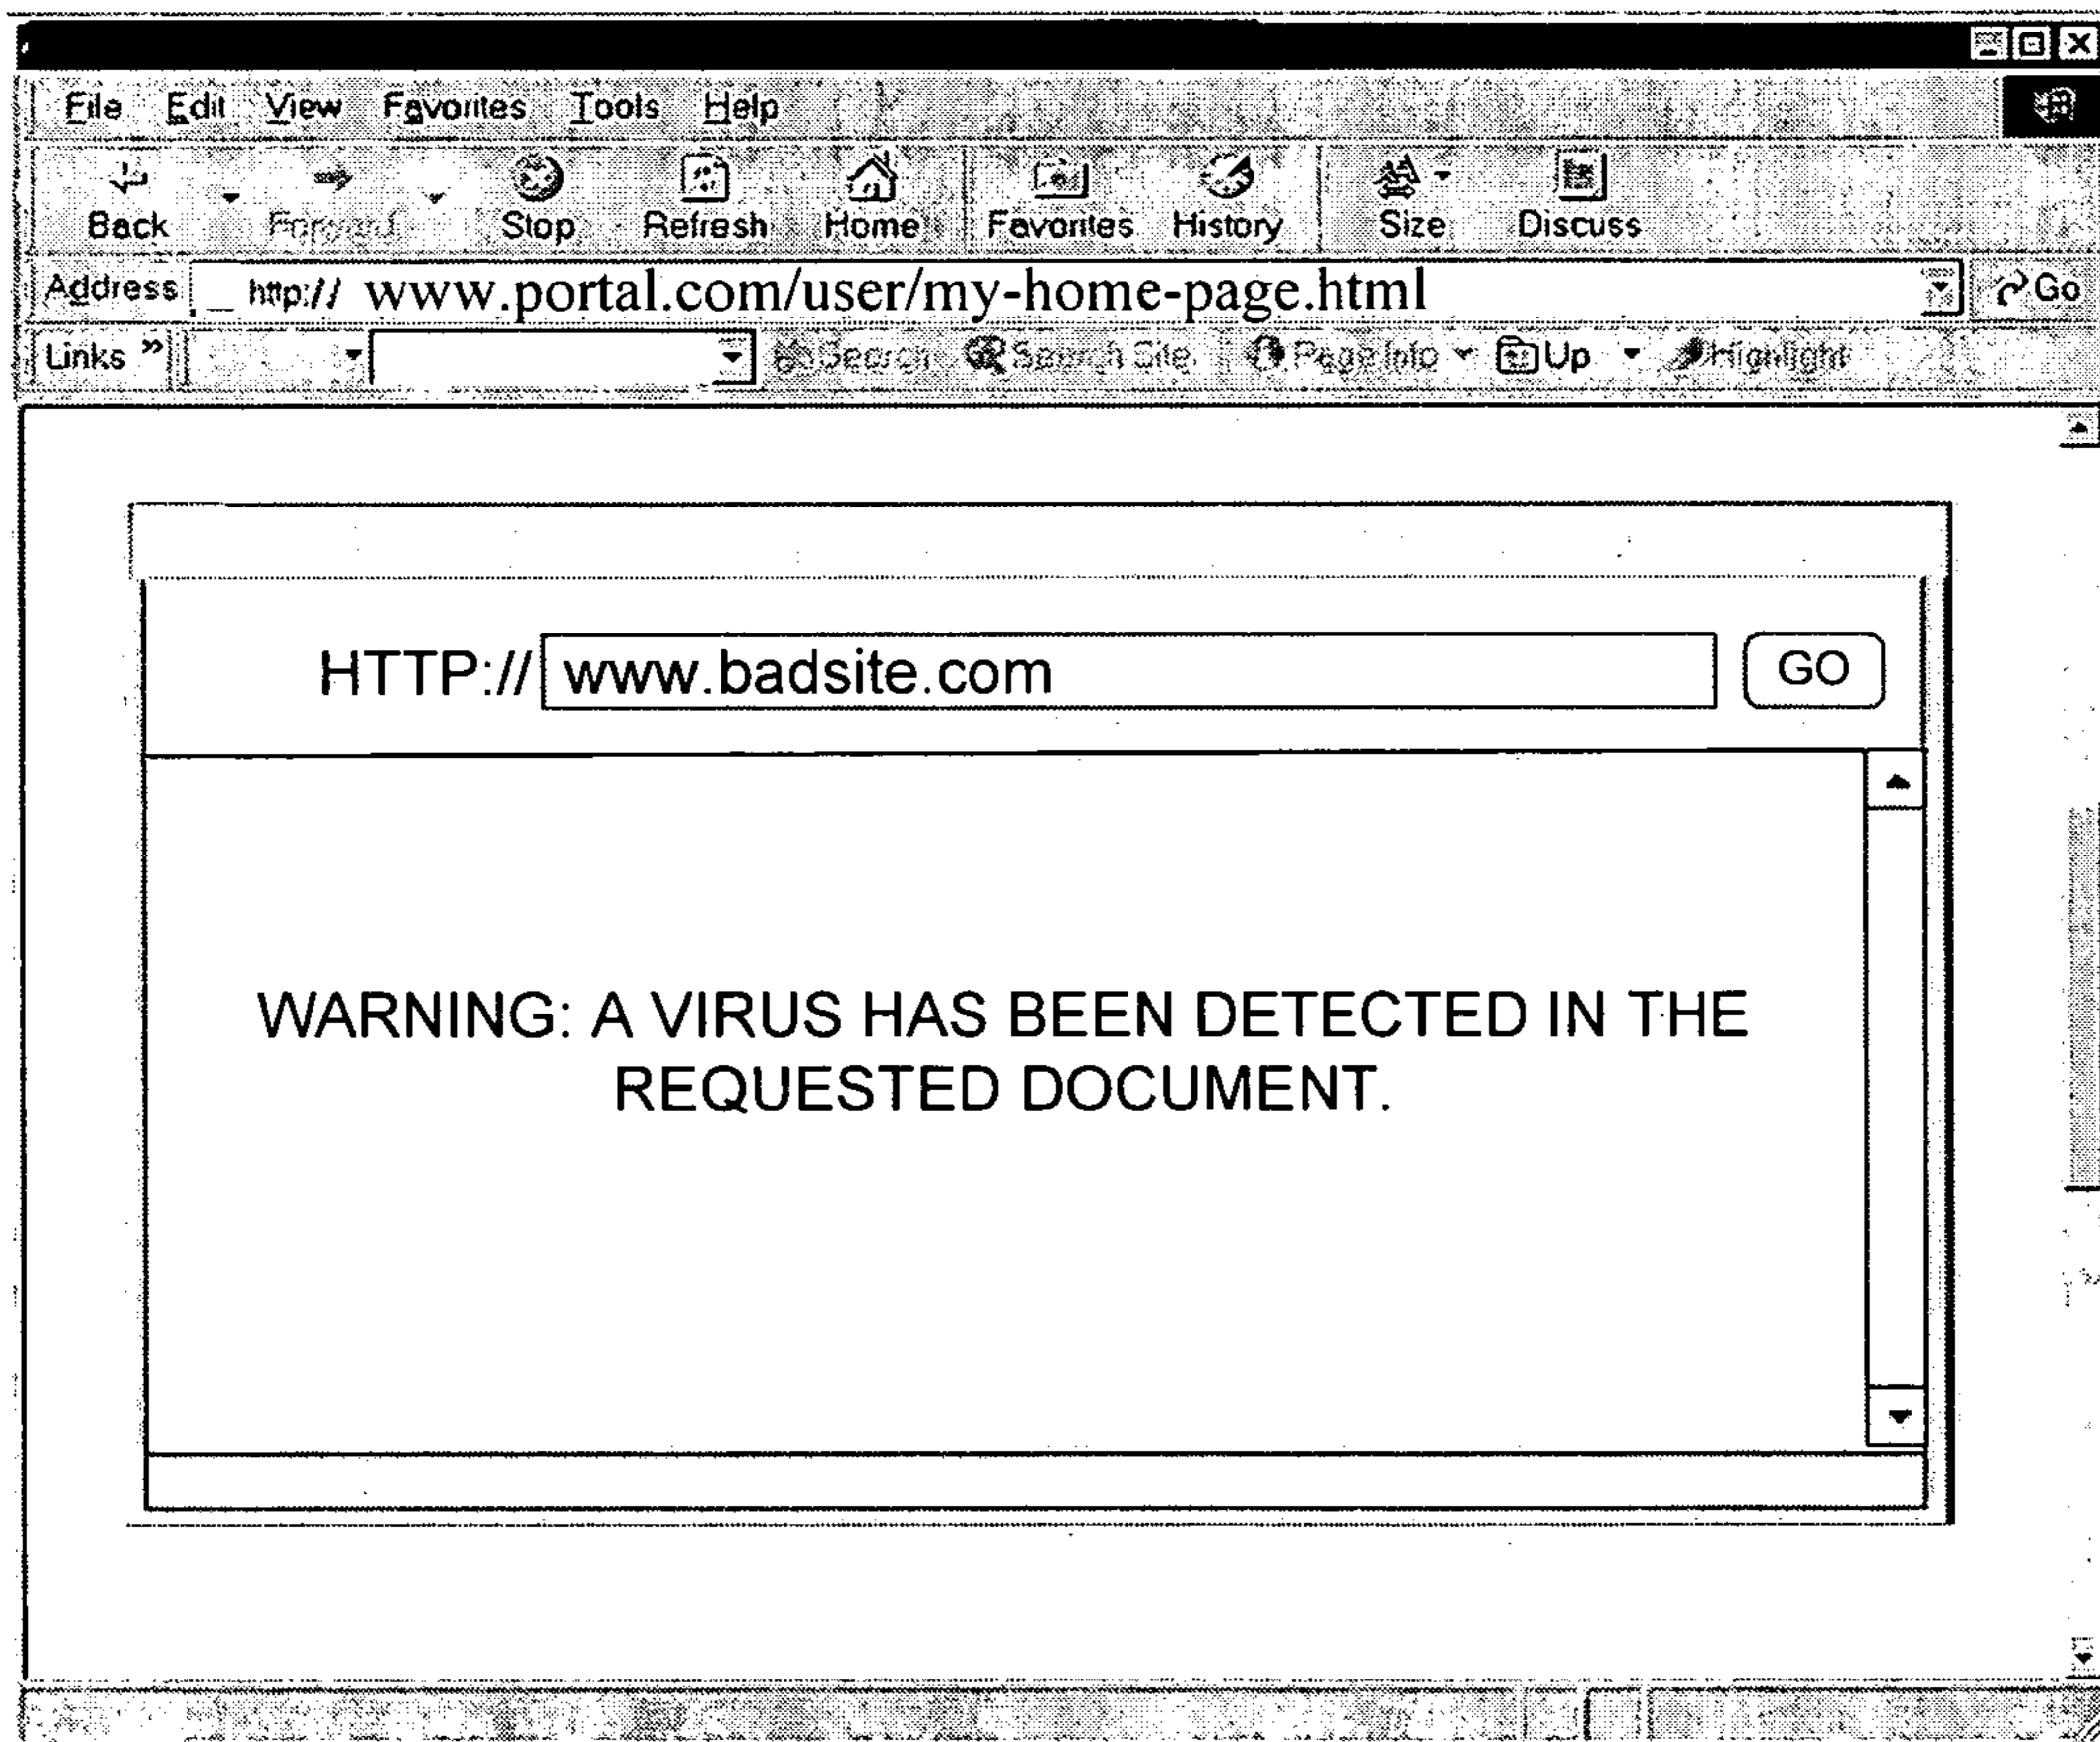 File Edit View Favorites Tools Help
Back Forward Stop Refresh Home Favorites History Size Discuss
Address http:// www.portal.com/user/my-home-page.html Go
Links » Search Search Site Page Info Up Highlight
HTTP:// www.badsite.com GO
WARNING: A VIRUS HAS BEEN DETECTED IN THE
REQUESTED DOCUMENT.